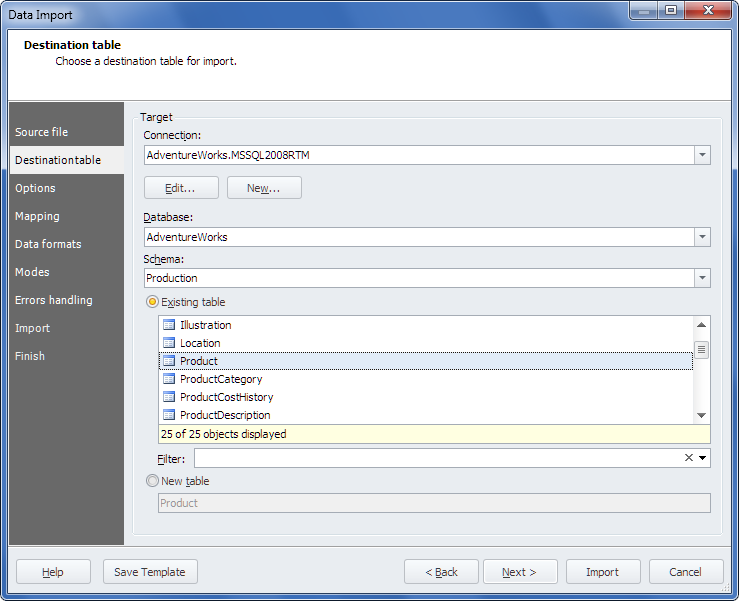 Data Import
Destination table
Choose a destination table for import.
Source file
Destinationtable
Options
Mapping
Data formats
Modes
Errors handling
Import
Finish
Target
Connection:
AdventureWorks.MSSQL2008RTM
Edit... New...
Database:
AdventureWorks
Schema:
Production
Existing table
Illustration
Location
Product
ProductCategory
ProductCostHistory
ProductDescription
25 of 25 objects displayed
Filter:
New table
Product
Help Save Template < Back Next > Import Cancel